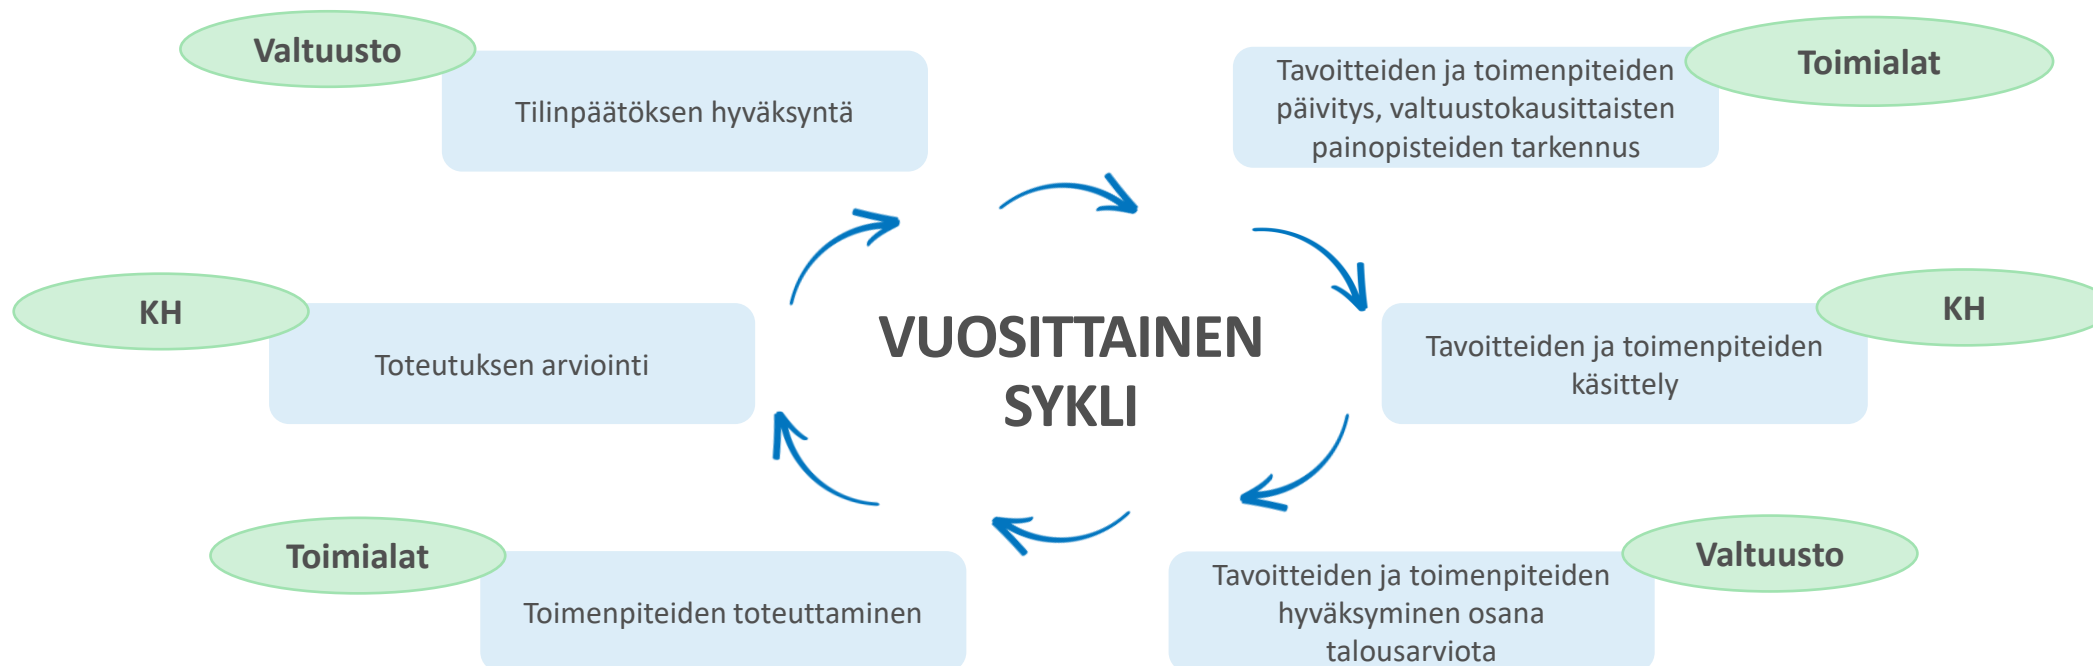 Valtuusto
Tilinpäätöksen hyväksyntä
Toimialat
Tavoitteiden ja toimenpiteiden
päivitys, valtuustokausittaisten
painopisteiden tarkennus
KH
Toteutuksen arviointi
VUOSITTAINEN
SYKLI
KH
Tavoitteiden ja toimenpiteiden
käsittely
Toimialat
Toimenpiteiden toteuttaminen
Valtuusto
Tavoitteiden ja toimenpiteiden
hyväksyminen osana
talousarviota